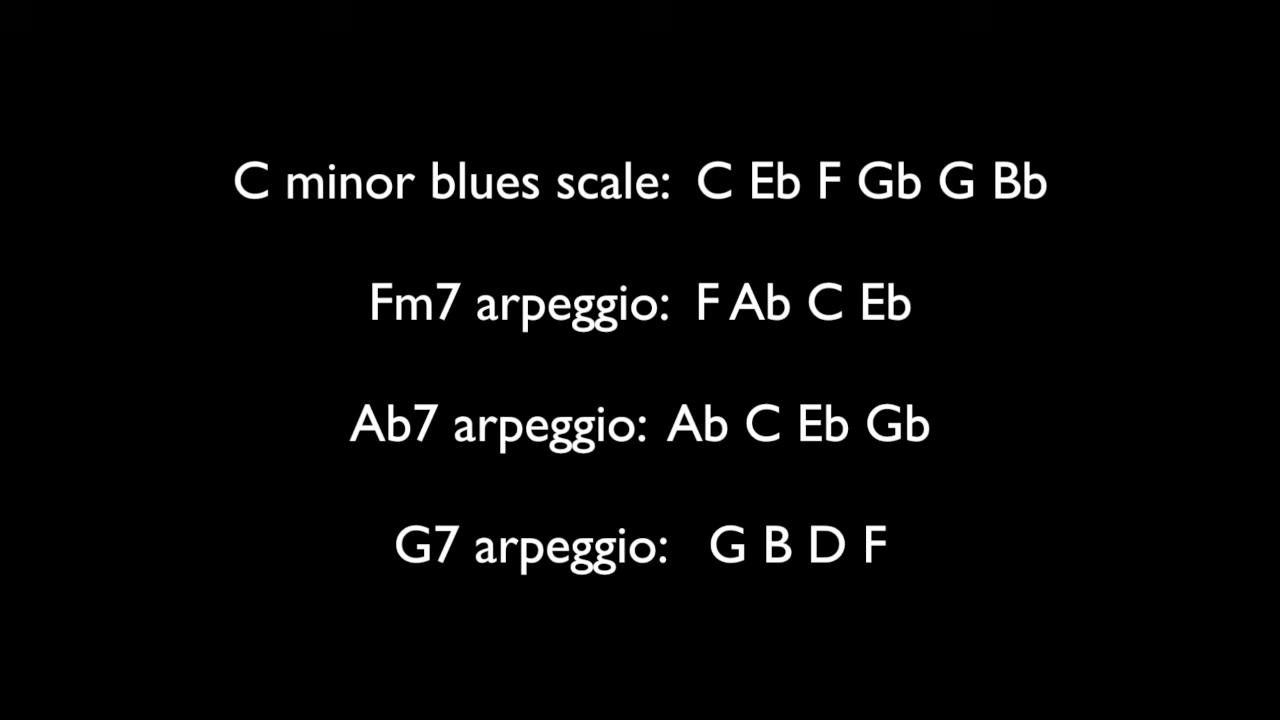 C minor blues scale: C Eb F Gb G Bb
Fm7 arpeggio: F Ab C Eb
Ab7 arpeggio: Ab C Eb Gb
G7 arpeggio: G B D F